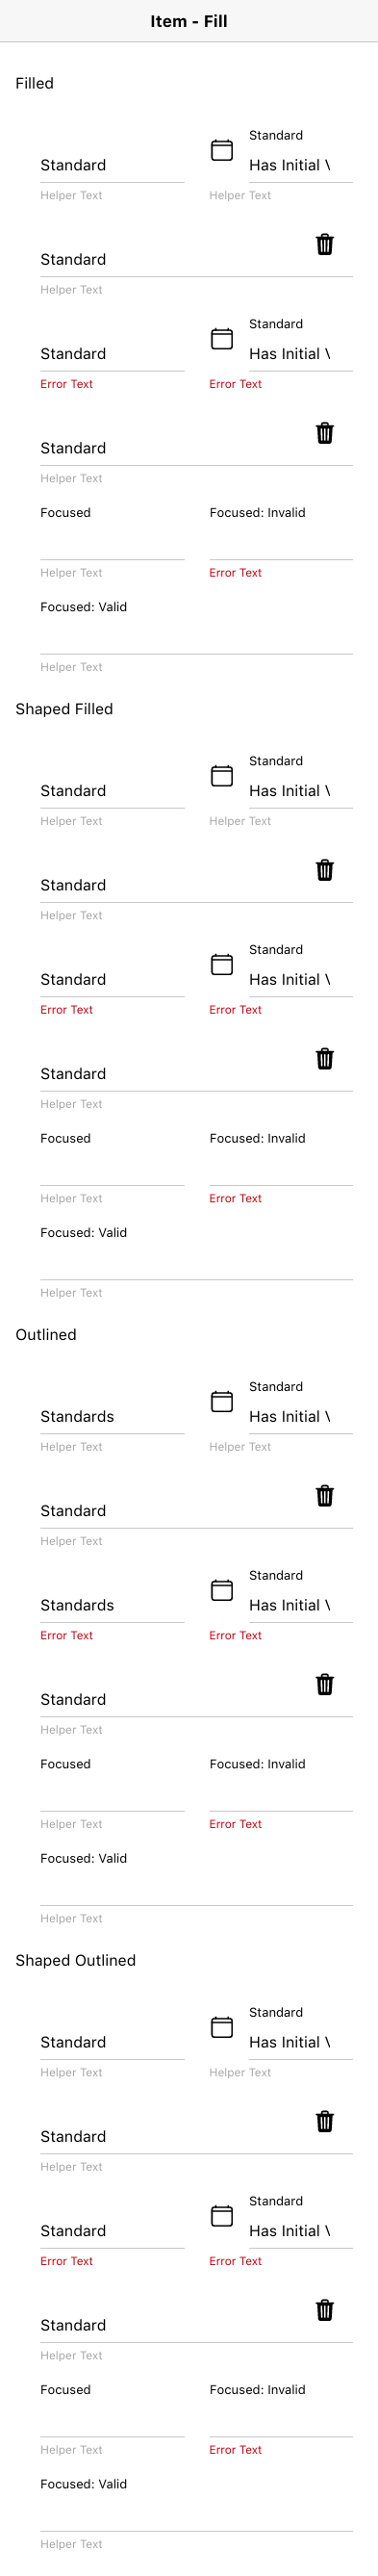 Item - Fill
Filled
Standard
Standard
Has Initial
Helper Text
Helper Text
Standard
Helper Text
Standard
Standard
Has Initial
Error Text
Error Text
Standard
Helper Text
Focused
Focused: Invalid
Helper Text
Error Text
Focused: Valid
Helper Text
Shaped Filled
Standard
Standard
Has Initial
Helper Text
Helper Text
Standard
Helper Text
Standard
Standard
Has Initial
Error Text
Error Text
Standard
Helper Text
Focused
Focused: Invalid
Helper Text
Error Text
Focused: Valid
Helper Text
Outlined
Standard
Standards
Has Initial
Helper Text
Helper Text
Standard
Helper Text
Standard
Standards
Has Initial
Error Text
Error Text
Standard
Helper Text
Focused
Focused: Invalid
Helper Text
Error Text
Focused: Valid
Helper Text
Shaped Outlined
Standard
Standard
Has Initial
Helper Text
Helper Text
Standard
Helper Text
Standard
Standard
Has Initial
Error Text
Error Text
Standard
Helper Text
Focused
Focused: Invalid
Helper Text
Error Text
Focused: Valid
Helper Text